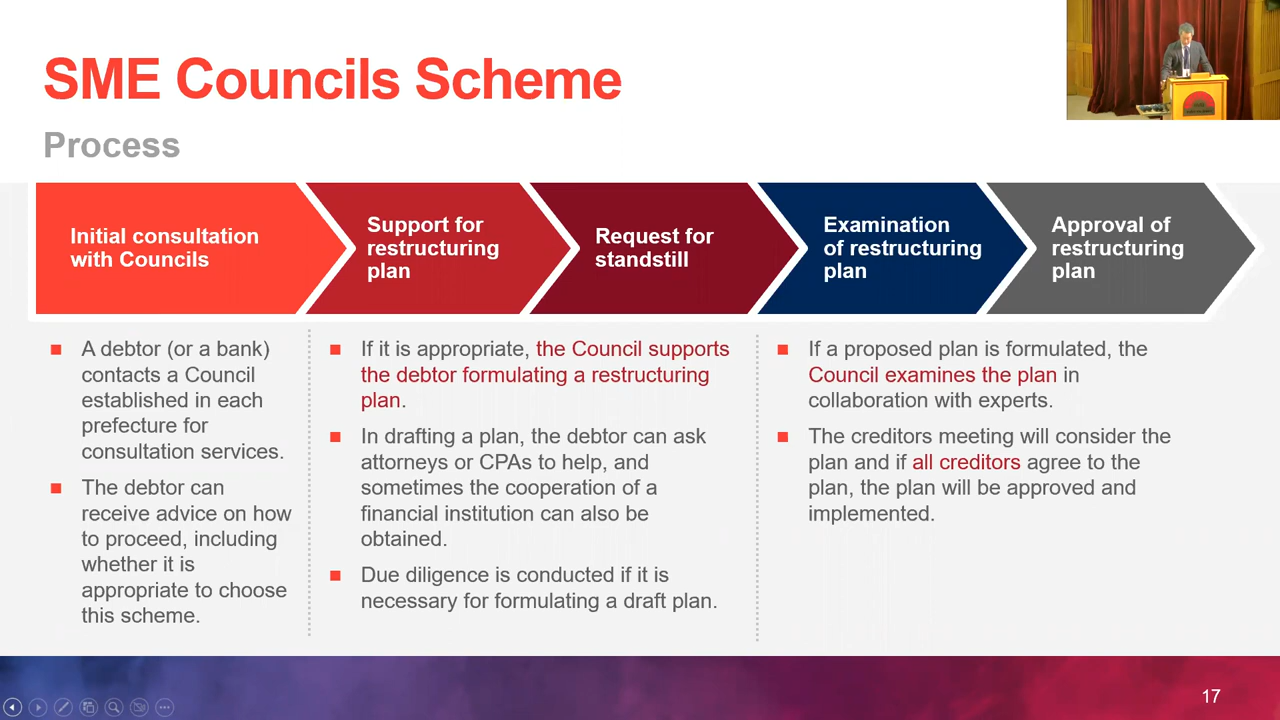 SME Councils Scheme
Process
Initial consultation
with Councils
Support for
restructuring
plan
Request for
standstill
Examination
of restructuring
plan
Approval of
restructuring
plan
■ A debtor (or a bank)
contacts a Council
established in each
prefecture for
consultation services.
■ The debtor can
receive advice on how
to proceed, including
whether it is
appropriate to choose
this scheme.
■ If it is appropriate, the Council supports
the debtor formulating a restructuring
plan.
■ In drafting a plan, the debtor can ask
attorneys or CPAs to help, and
sometimes the cooperation of a
financial institution can also be
obtained.
■ Due diligence is conducted if it is
necessary for formulating a draft plan.
■ If a proposed plan is formulated, the
Council examines the plan in
collaboration with experts.
■ The creditors meeting will consider the
plan and if all creditors agree to the
plan, the plan will be approved and
implemented.
17